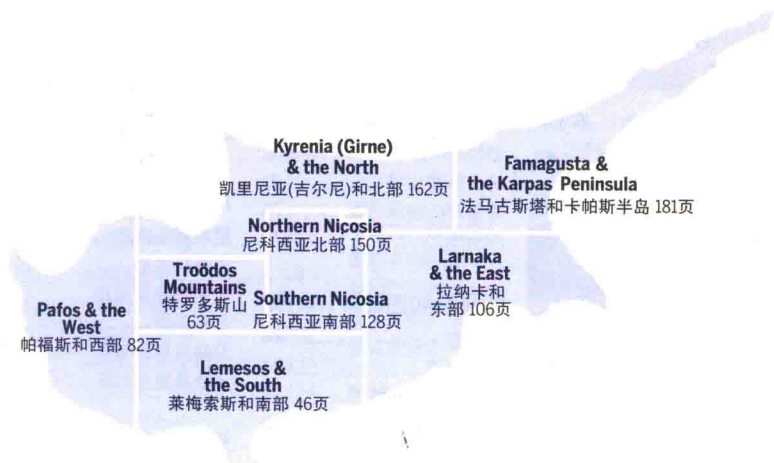 Kyrenia (Girne)
& the North
凯里尼亚(吉尔尼)和北部 162页
Famagusta &
the Karpas Peninsula
法马古斯塔和卡帕斯半岛 181页
Northern Nicosia
尼科西亚北部 150页
Larnaka
& the East
拉纳卡和
东部 106页
Troödos
Mountains
特罗多斯山
63页
Southern Nicosia
尼科西亚南部 128页
Pafos & the
West
帕福斯和西部 82页
Lemesos &
the South
莱梅索斯和南部 46页